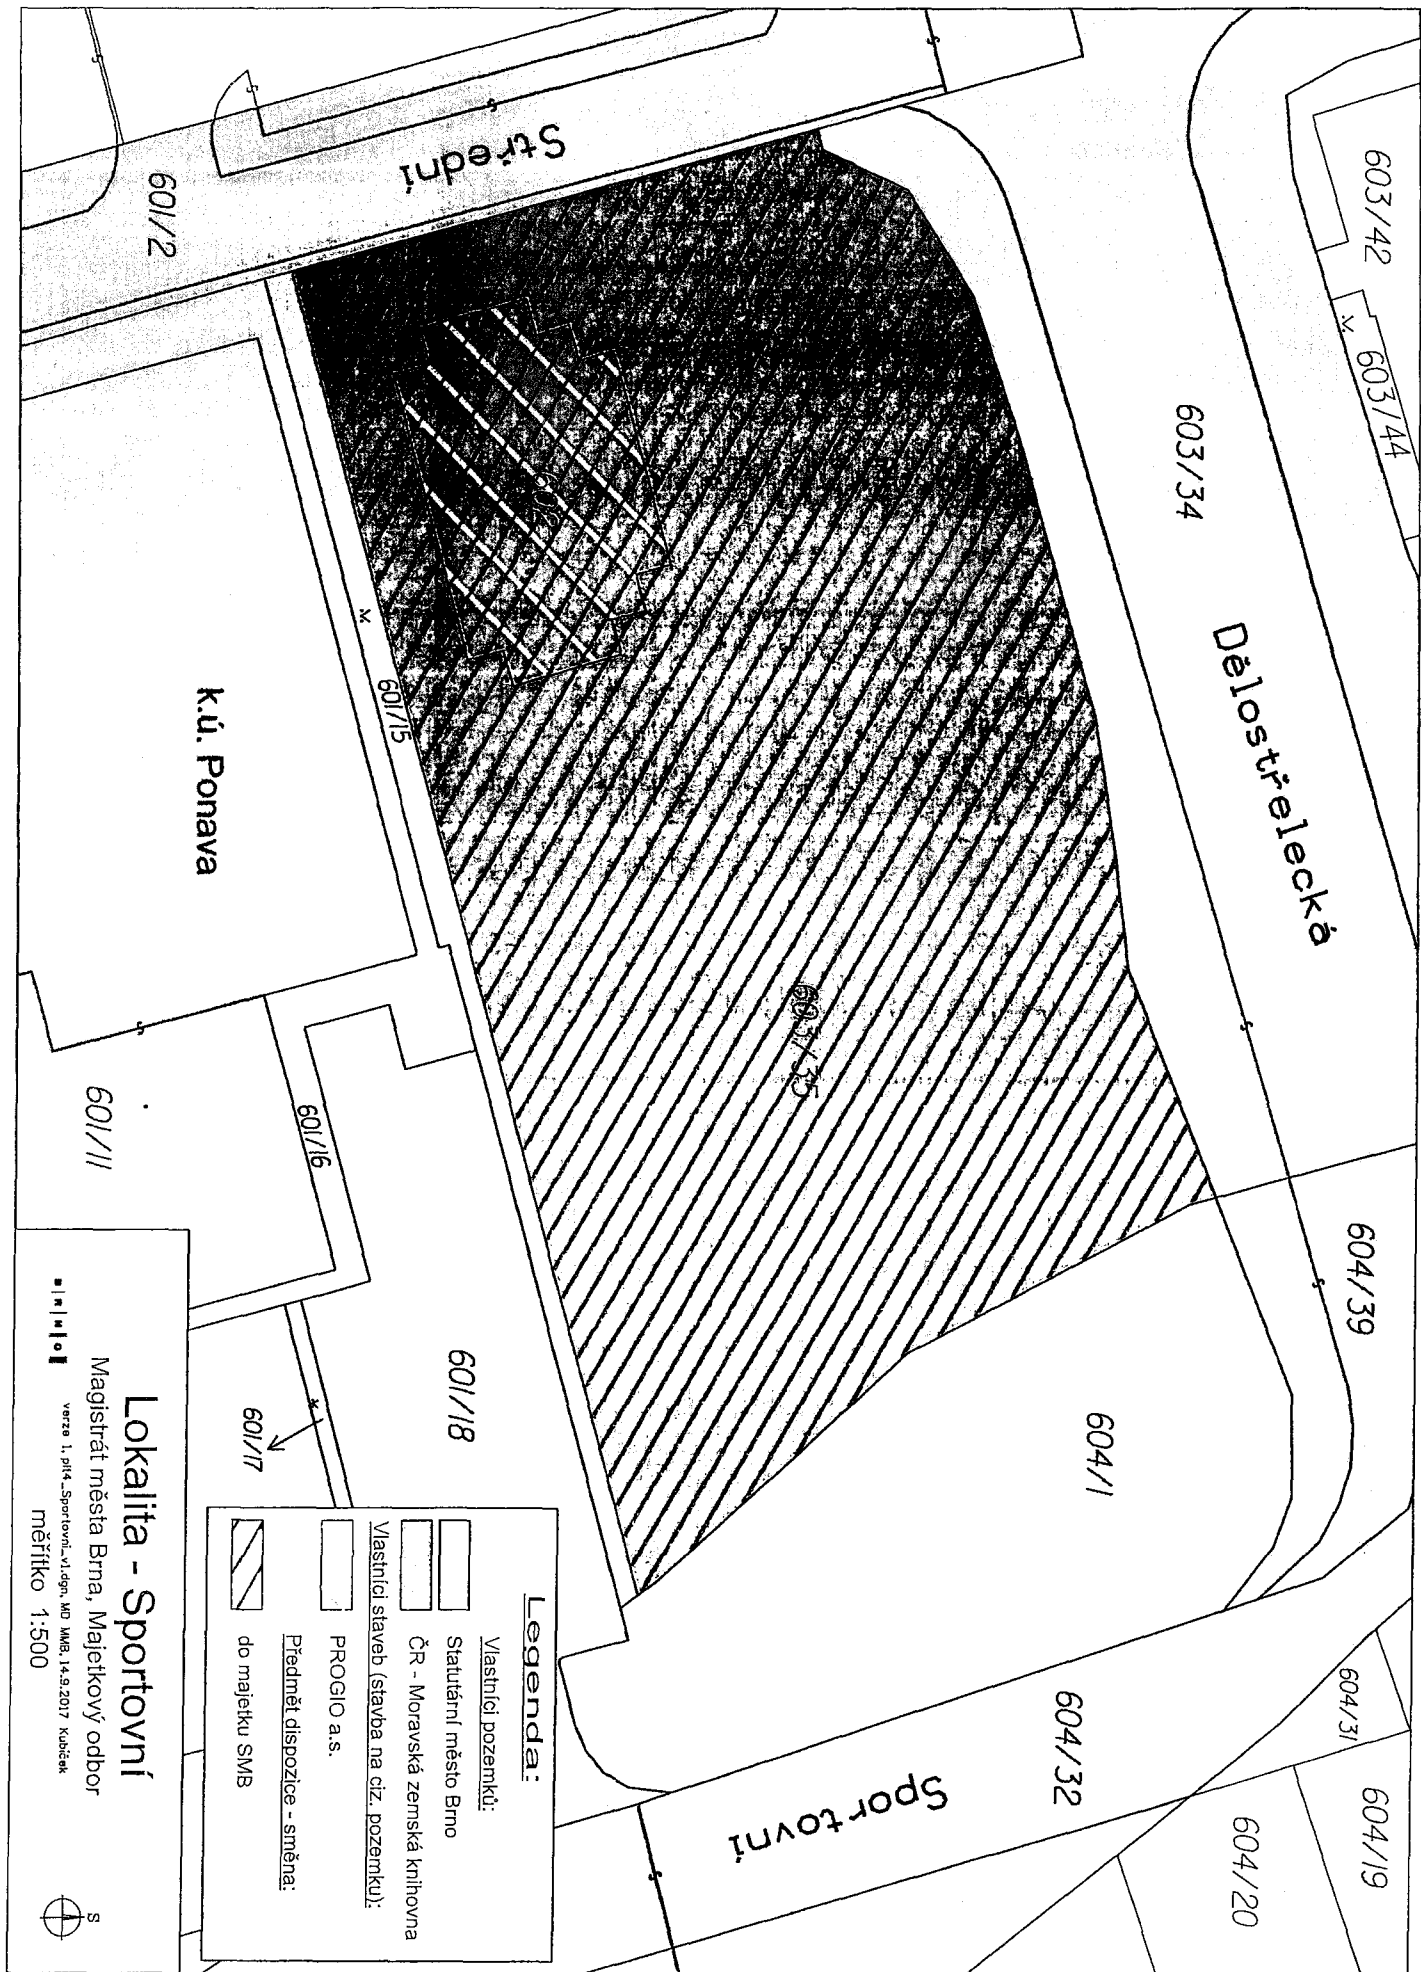 603/42
603/44
603/34
Dělostřelecká
Střední
601/2
603/35
601/15
k.ú. Ponava
604/39
604/1
601/11
601/16
601/18
601/17
604/31
604/19
604/32
604/20
Sportovní
Legenda:
Vlastníci pozemků:
Statutární město Brno
ČR - Moravská zemská knihovna
Vlastníci staveb (stavba na ciz. pozemku):
PROGIO a.s.
Předmět dispozice - směna:
do majetku SMB
Lokalita - Sportovní
Magistrát města Brna, Majetkový odbor
verze 1, pl14_Sportovni_v1.dgn, MO MMB, 14.9.2017 Kubíček
měřítko 1:500
S